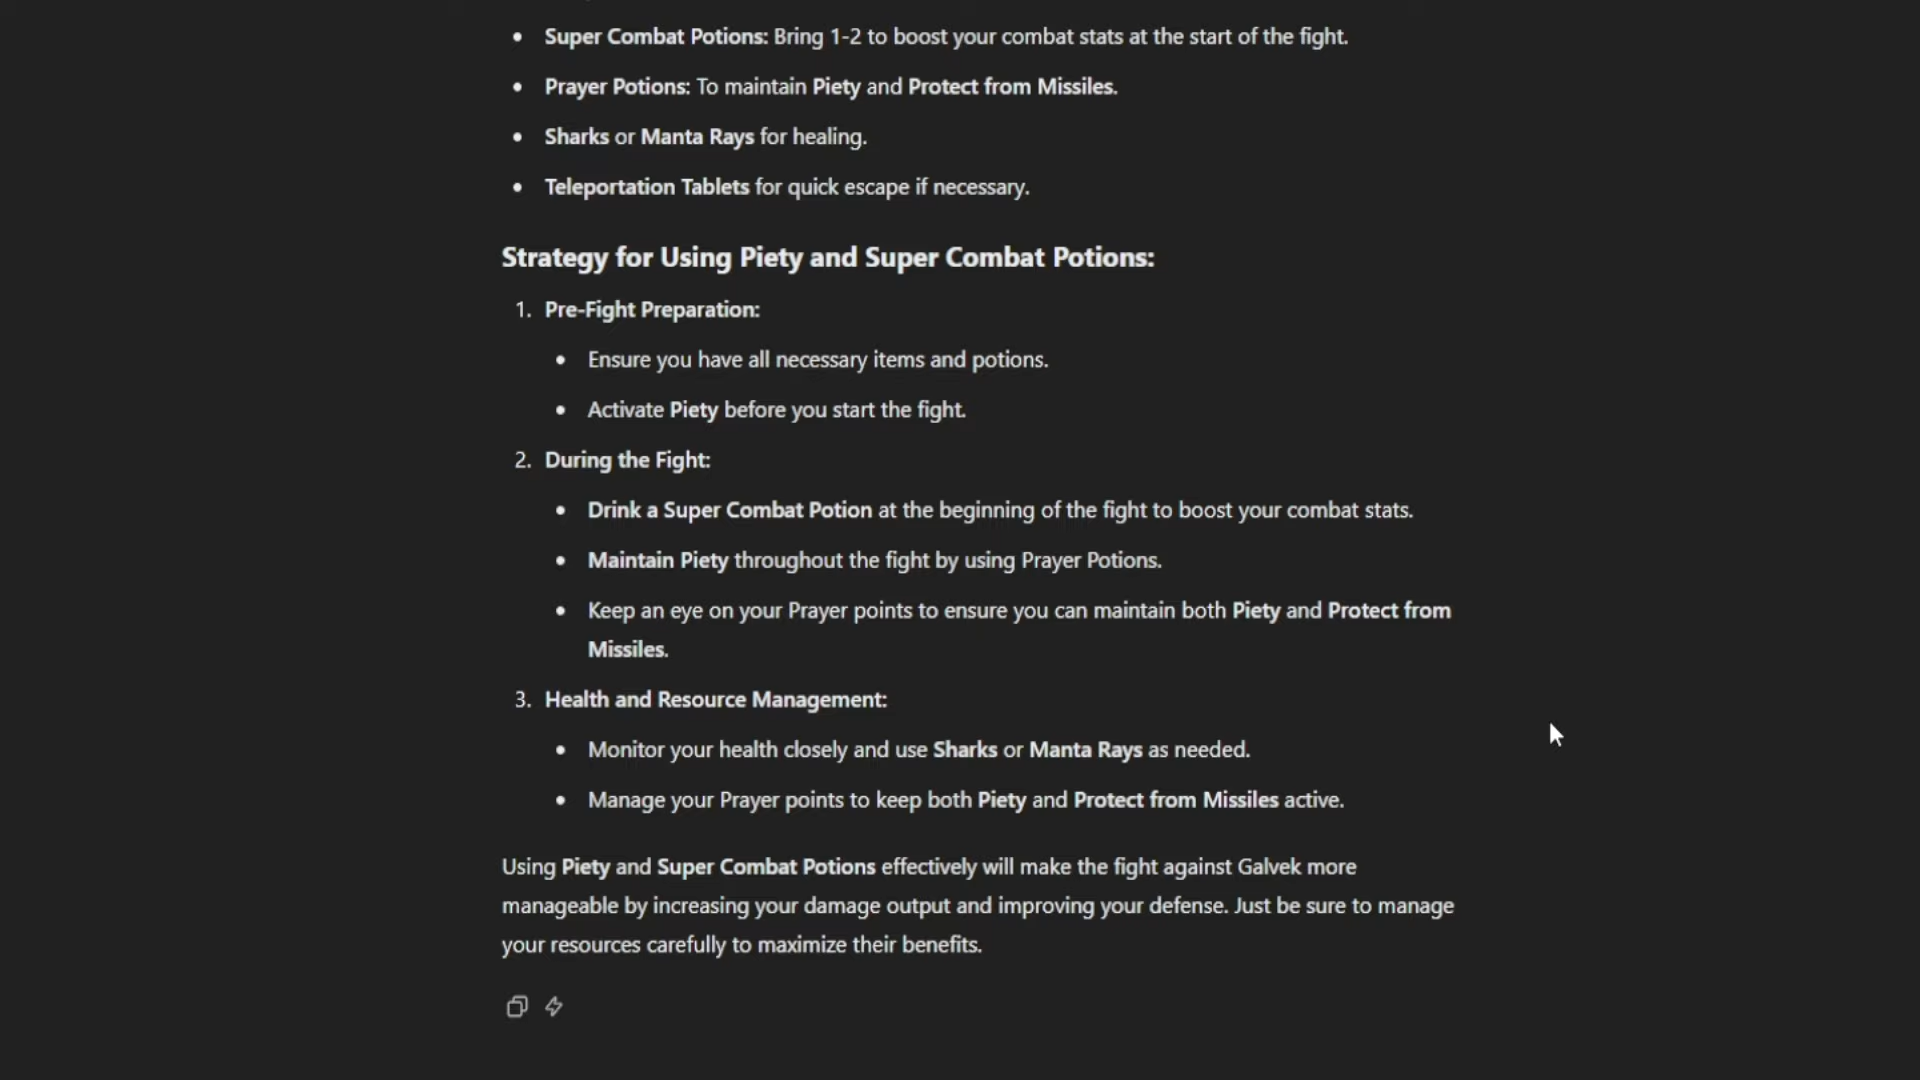 • Super Combat Potions: Bring 1-2 to boost your combat stats at the start of the fight.
• Prayer Potions: To maintain Piety and Protect from Missiles.
• Sharks or Manta Rays for healing.
• Teleportation Tablets for quick escape if necessary.
Strategy for Using Piety and Super Combat Potions:
1. Pre-Fight Preparation:
• Ensure you have all necessary items and potions.
• Activate Piety before you start the fight.
2. During the Fight:
• Drink a Super Combat Potion at the beginning of the fight to boost your combat stats.
• Maintain Piety throughout the fight by using Prayer Potions.
• Keep an eye on your Prayer points to ensure you can maintain both Piety and Protect from
Missiles.
3. Health and Resource Management:
• Monitor your health closely and use Sharks or Manta Rays as needed.
• Manage your Prayer points to keep both Piety and Protect from Missiles active.
Using Piety and Super Combat Potions effectively will make the fight against Galvek more
manageable by increasing your damage output and improving your defense. Just be sure to manage
your resources carefully to maximize their benefits.